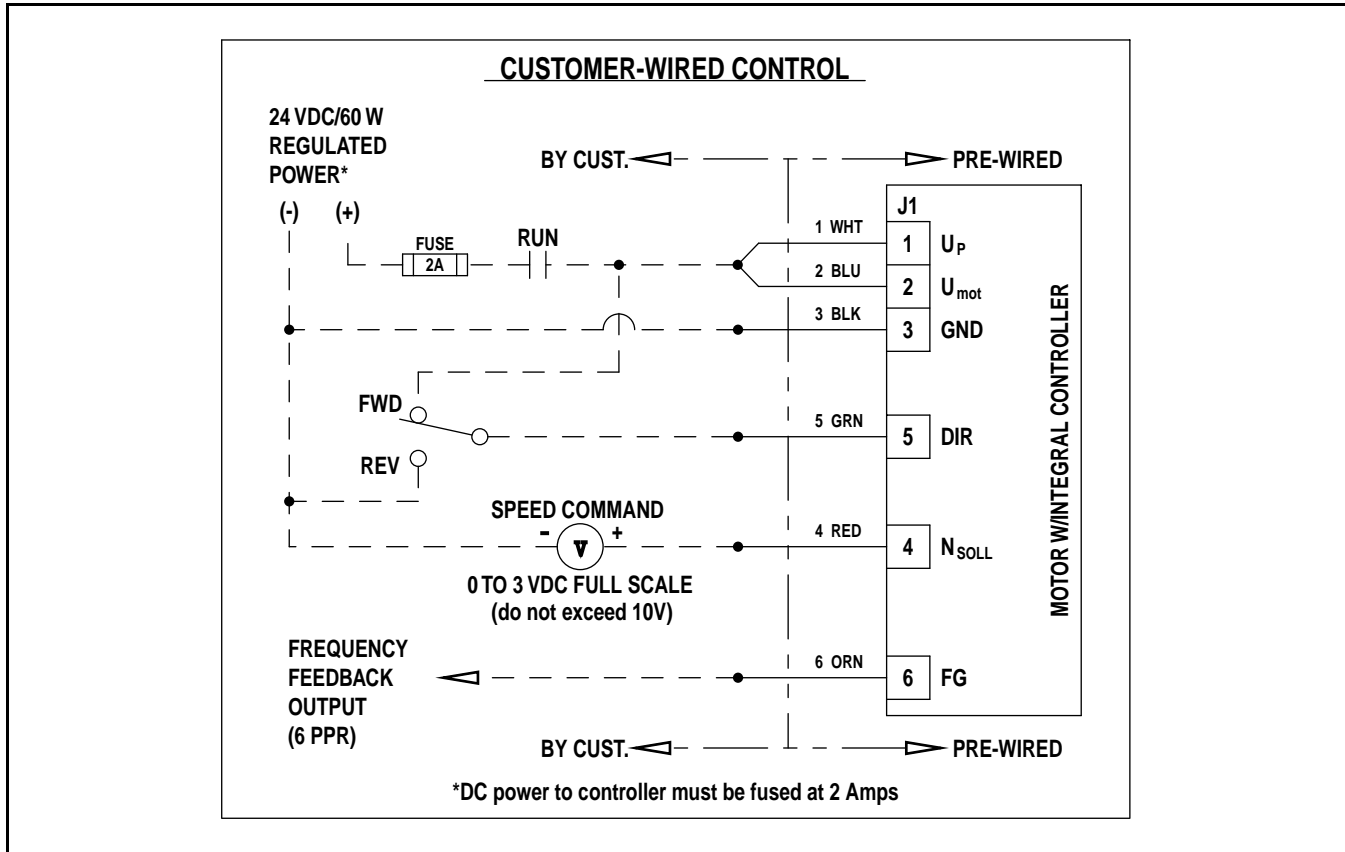 CUSTOMER-WIRED CONTROL
24 VDC/60 W
REGULATED
POWER*
(-) (+)
BY CUST.
PRE-WIRED
J1
FUSE
2A
RUN
1 WHT
1 UP
2 BLU
2 Umot
3 BLK
3 GND
FWD
REV
5 GRN
5 DIR
SPEED COMMAND
- V +
0 TO 3 VDC FULL SCALE
(do not exceed 10V)
4 RED
4 NSOLL
MOTOR W/INTEGRAL CONTROLLER
FREQUENCY
FEEDBACK
OUTPUT
(6 PPR)
6 ORN
6 FG
BY CUST.
PRE-WIRED
*DC power to controller must be fused at 2 Amps